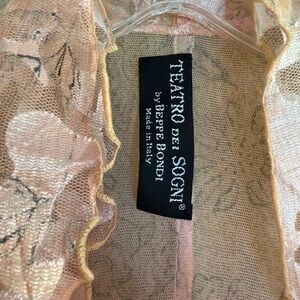 TEATRO DEI SOGNI®
by BEPPE BONDI
Made in Italy